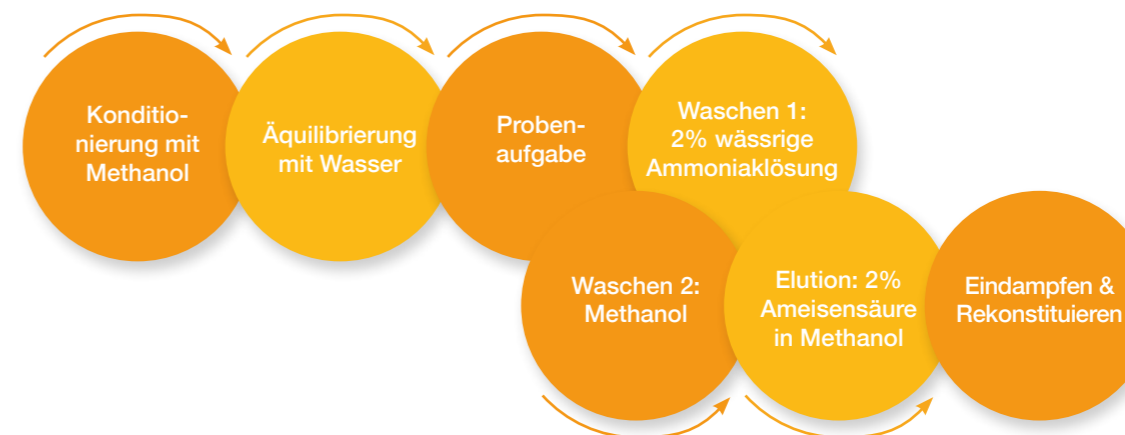 Konditio-
nierung mit
Methanol
Äquilibrierung
mit Wasser
Proben-
aufgabe
Waschen 1:
2% wässrige
Ammoniaklösung
Waschen 2:
Methanol
Elution: 2%
Ameisensäure
in Methanol
Eindampfen &
Rekonstituieren